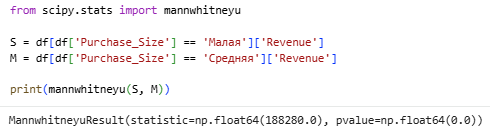 from scipy.stats import mannwhitneyu
S = df[df['Purchase_Size'] == 'Малая']['Revenue']
M = df[df['Purchase_Size'] == 'Средняя']['Revenue']
print(mannwhitneyu(S, M))
MannwhitneyuResult(statistic=np.float64(188280.0), pvalue=np.float64(0.0))